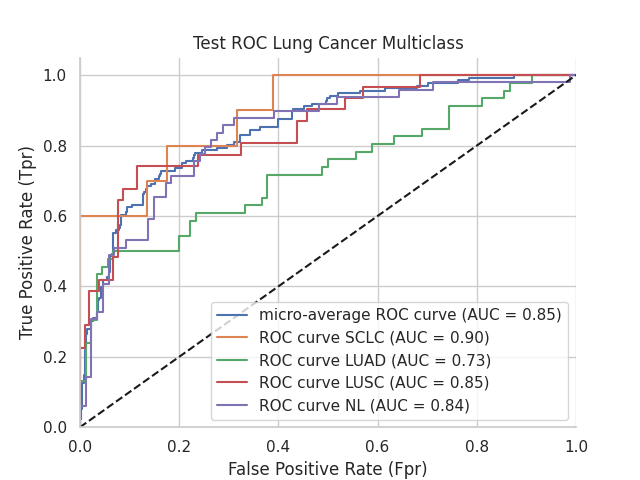 Test ROC Lung Cancer Multiclass
True Positive Rate (Tpr)
1.0
0.8
0.6
0.4
0.2
0.0
micro-average ROC curve (AUC = 0.85)
ROC curve SCLC (AUC = 0.90)
ROC curve LUAD (AUC = 0.73)
ROC curve LUSC (AUC = 0.85)
ROC curve NL (AUC = 0.84)
0.0 0.2 0.4 0.6 0.8 1.0
False Positive Rate (Fpr)